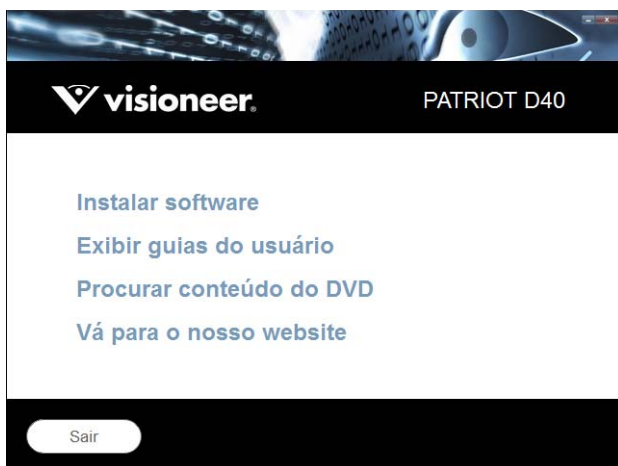 visioneer.
PATRIOT D40
Instalar software
Exibir guias do usuário
Procurar conteúdo do DVD
Vá para o nosso website
Sair